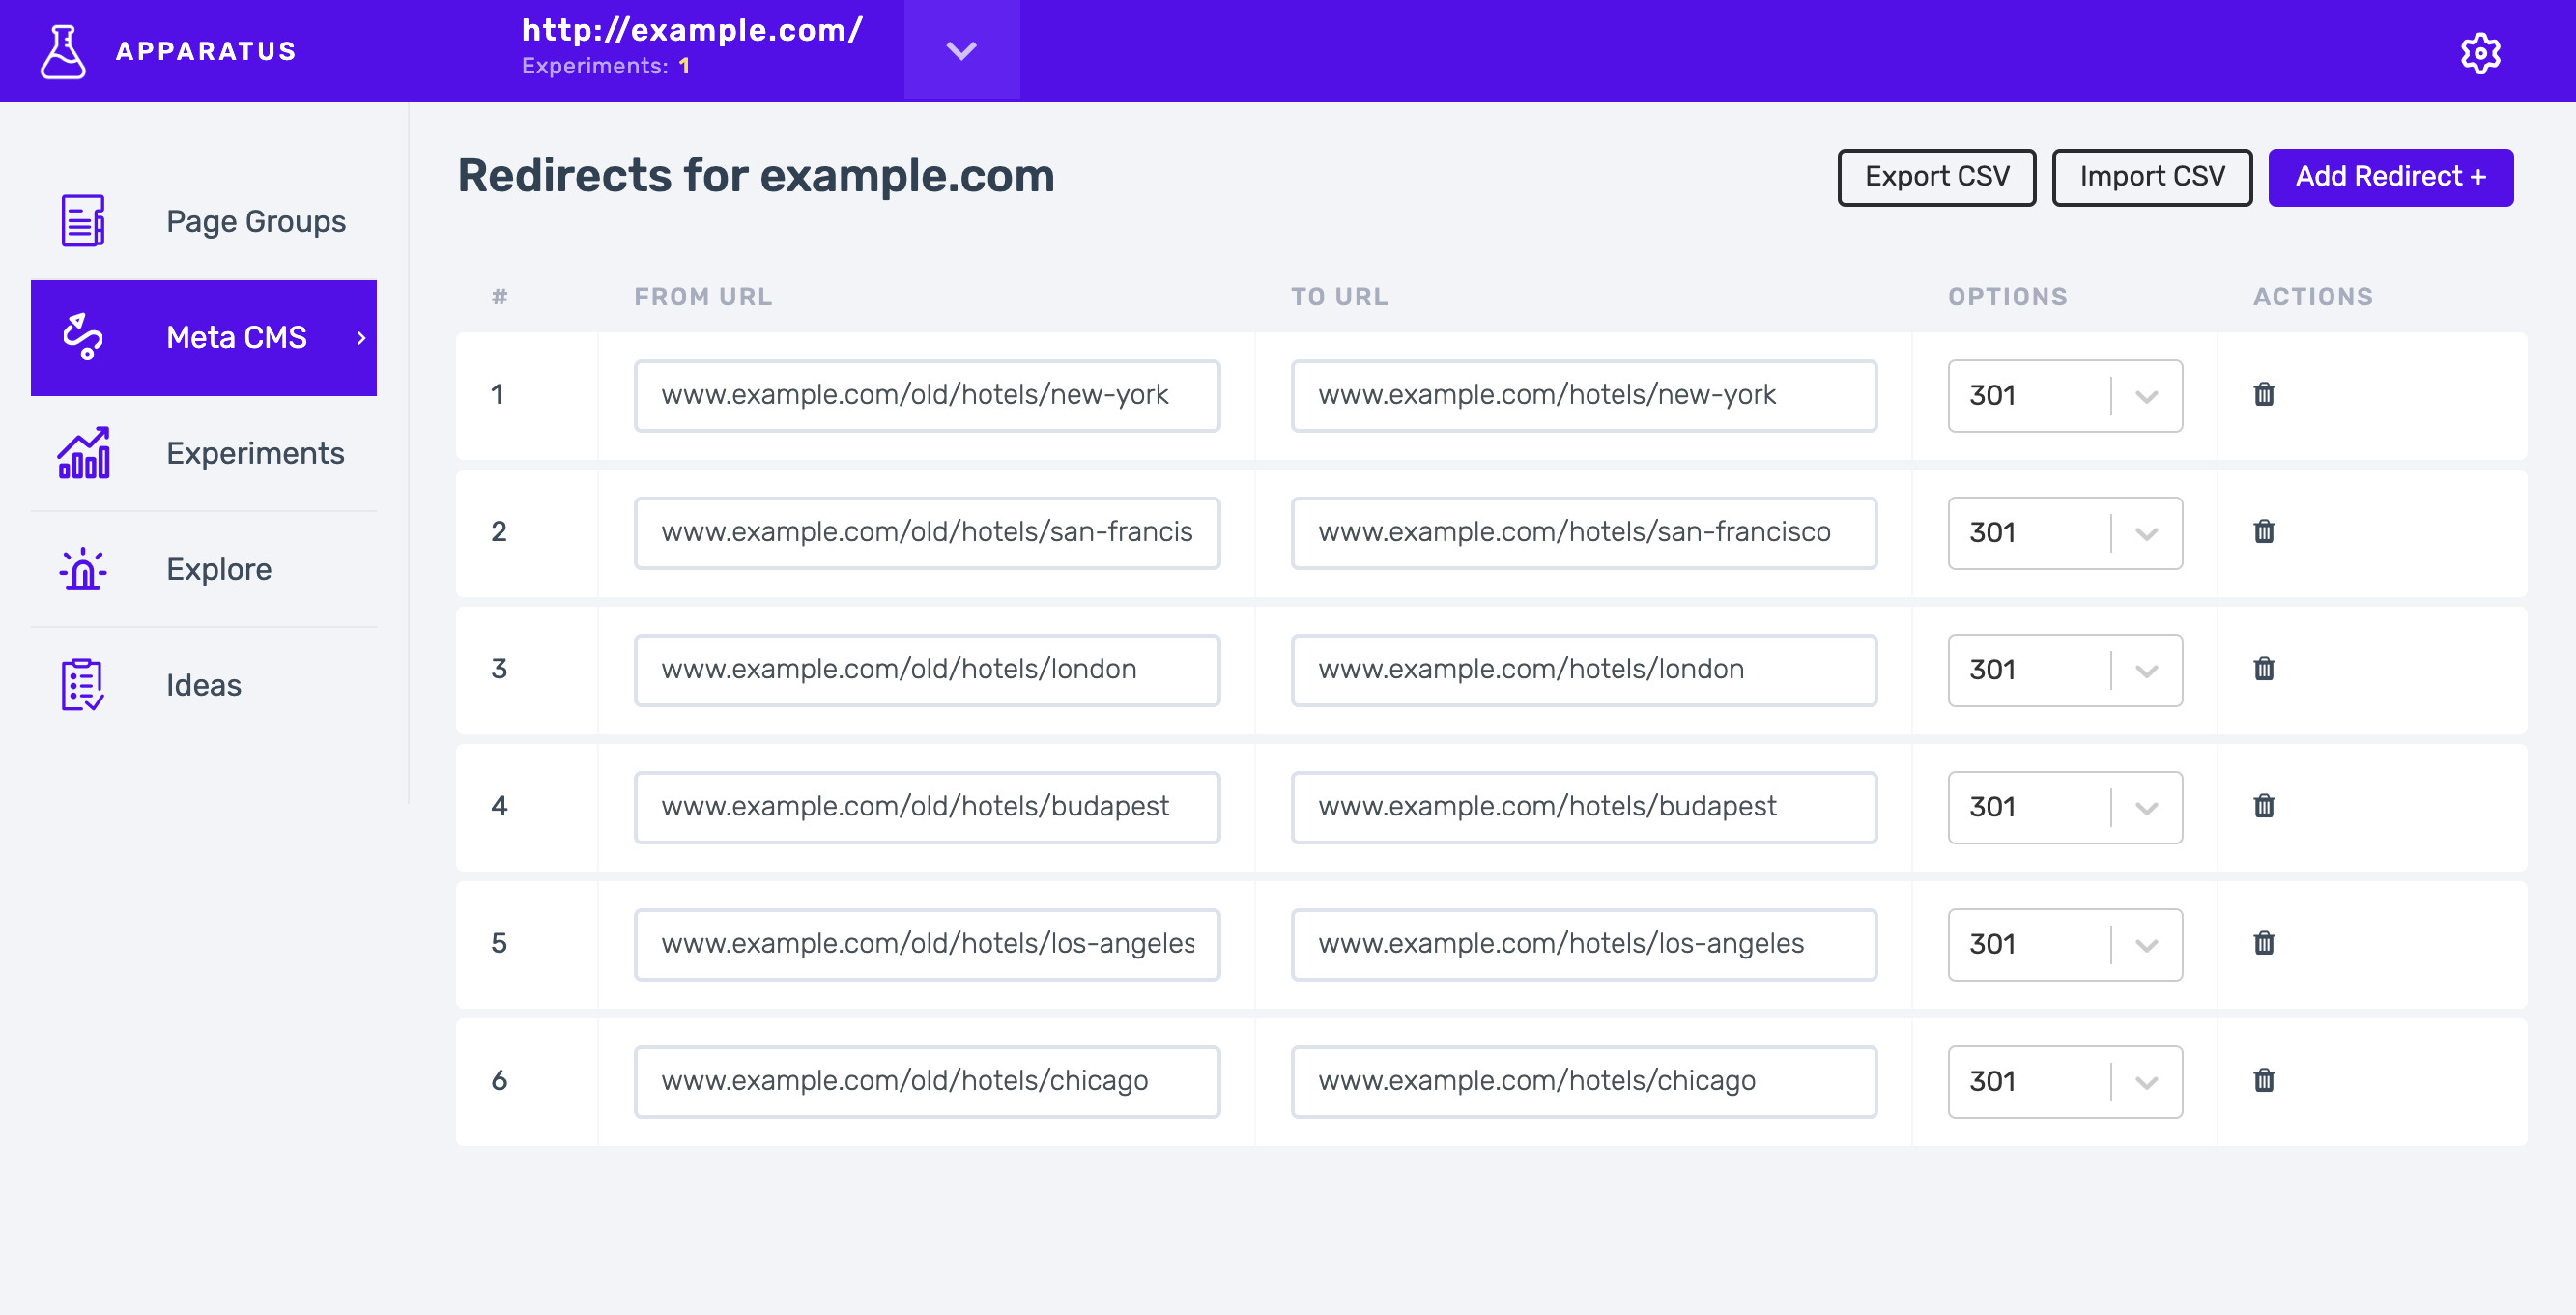 APPARATUS
http://example.com/
Experiments: 1
Page Groups
Meta CMS
Experiments
Explore
Ideas
Redirects for example.com
Export CSV
Import CSV
Add Redirect +
# FROM URL TO URL OPTIONS ACTIONS
1 www.example.com/old/hotels/new-york www.example.com/hotels/new-york 301
2 www.example.com/old/hotels/san-francis www.example.com/hotels/san-francisco 301
3 www.example.com/old/hotels/london www.example.com/hotels/london 301
4 www.example.com/old/hotels/budapest www.example.com/hotels/budapest 301
5 www.example.com/old/hotels/los-angeles www.example.com/hotels/los-angeles 301
6 www.example.com/old/hotels/chicago www.example.com/hotels/chicago 301